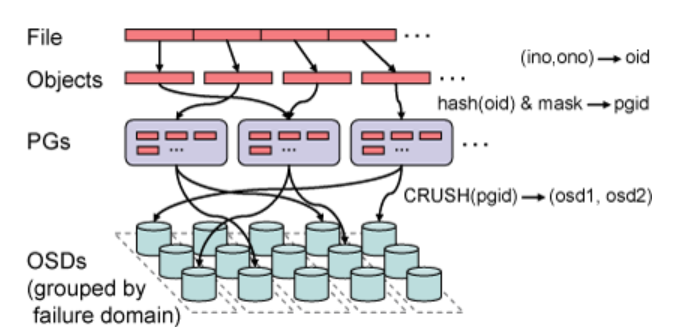 File
(ino,ono) → oid
Objects
hash(oid) & mask → pgid
PGs
CRUSH(pgid) → (osd1, osd2)
OSDs
(grouped by
failure domain)